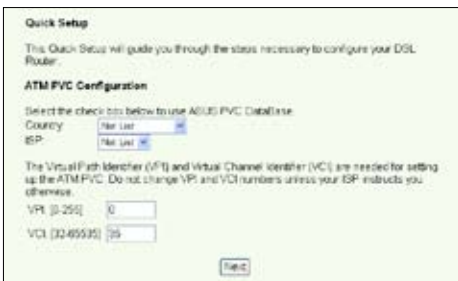 Quick Setup
This Quick Setup will guide you through the steps necessary to configure your DSL
Router.
ATM PVC Configuration
Select the check box below to use ASUS PVC DataBase
Country: Not List
ISP: Not List
The Virtual Path Identifier (VPI) and Virtual Channel Identifier (VCI) are needed for setting
up the ATM PVC. Do not change VPI and VCI numbers unless your ISP instructs you
otherwise.
VPI: [0-255] 0
VCI: [32-65535] 35
Next